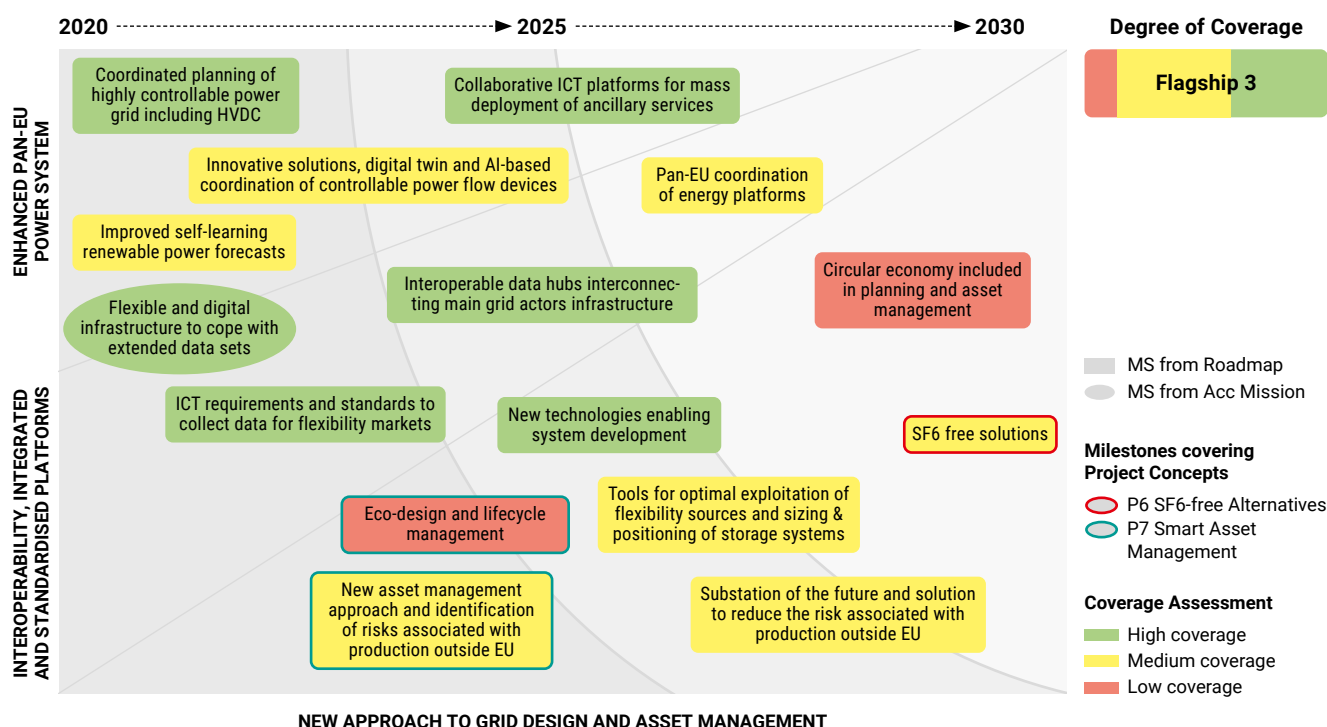 2020
2025
2030
Degree of Coverage
Flagship 3
ENHANCED PAN-EU
POWER SYSTEM
Coordinated planning of
highly controllable power
grid including HVDC
Collaborative ICT platforms for mass
deployment of ancillary services
Innovative solutions, digital twin and AI-based
coordination of controllable power flow devices
Pan-EU coordination
of energy platforms
Improved self-learning
renewable power forecasts
Interoperable data hubs interconnec-
ting main grid actors infrastructure
Circular economy included
in planning and asset
management
Flexible and digital
infrastructure to cope with
extended data sets
INTEROPERABILITY, INTEGRATED
AND STANDARDISED PLATFORMS
ICT requirements and standards to
collect data for flexibility markets
New technologies enabling
system development
SF6 free solutions
Eco-design and lifecycle
management
Tools for optimal exploitation of
flexibility sources and sizing &
positioning of storage systems
New asset management
approach and identification
of risks associated with
production outside EU
Substation of the future and solution
to reduce the risk associated with
production outside EU
NEW APPROACH TO GRID DESIGN AND ASSET MANAGEMENT
MS from Roadmap
MS from Acc Mission
Milestones covering
Project Concepts
P6 SF6-free Alternatives
P7 Smart Asset
Management
Coverage Assessment
High coverage
Medium coverage
Low coverage